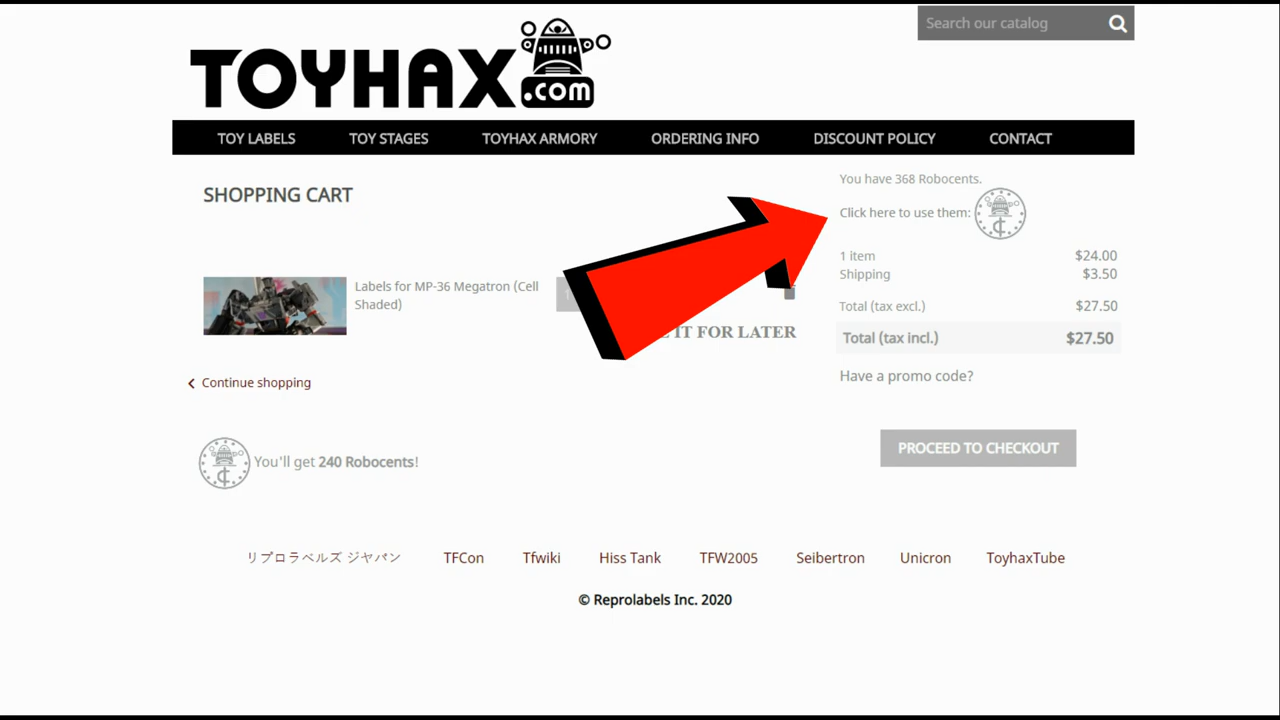 TOYHAX
.com
Search our catalog
TOY LABELS
TOY STAGES
TOYHAX ARMORY
ORDERING INFO
DISCOUNT POLICY
CONTACT
SHOPPING CART
Labels for MP-36 Megatron (Cell
Shaded)
IT FOR LATER
Continue shopping
You'll get 240 Robocents!
You have 368 Robocents.
Click here to use them:
1 item $24.00
Shipping $3.50
Total (tax excl.) $27.50
Total (tax incl.) $27.50
Have a promo code?
PROCEED TO CHECKOUT
リプロラベルズ ジヤパン
TFCon
Tfwiki
Hiss Tank
TFW2005
Seibertron
Unicron
ToyhaxTube
© Reprolabels Inc. 2020